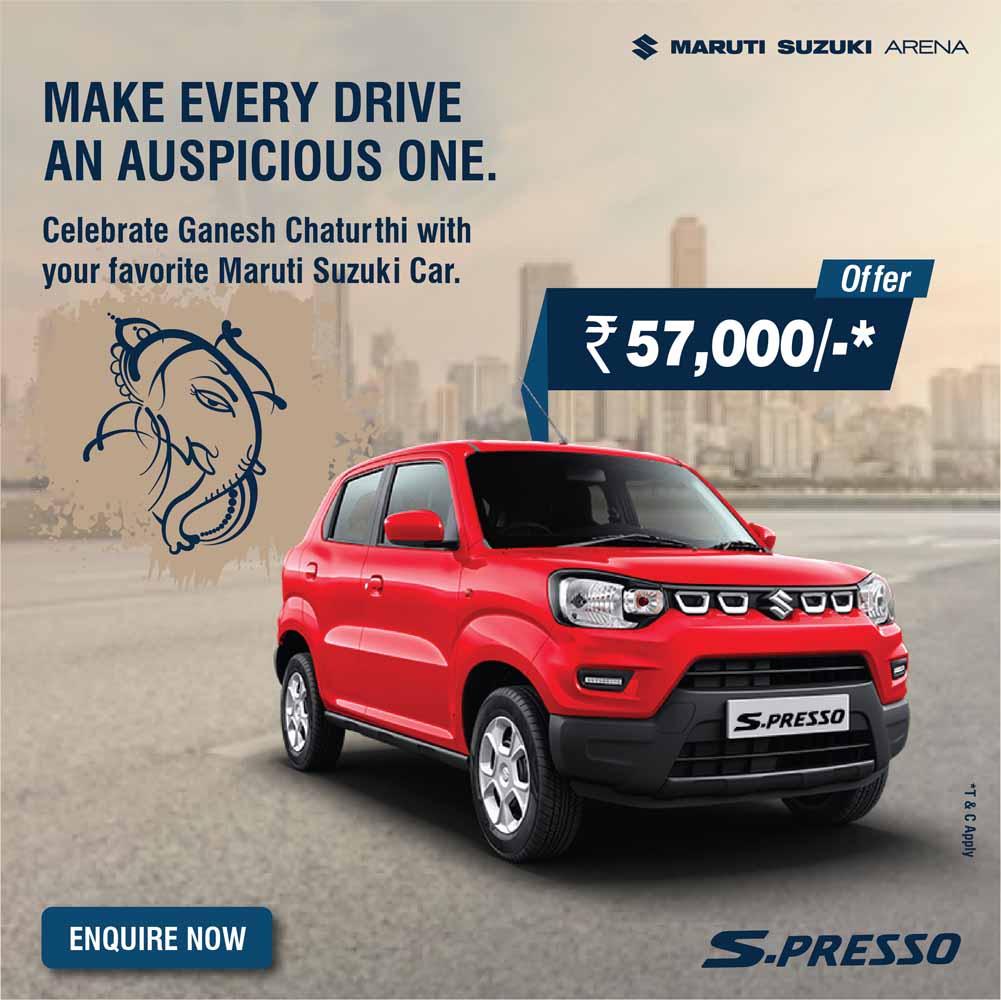 MARUTI SUZUKI ARENA
MAKE EVERY DRIVE
AN AUSPICIOUS ONE.
Celebrate Ganesh Chaturthi with
your favorite Maruti Suzuki Car.
Offer
₹57,000/-*
S.PRESSO
*T & C Apply
ENQUIRE NOW
S.PRESSO